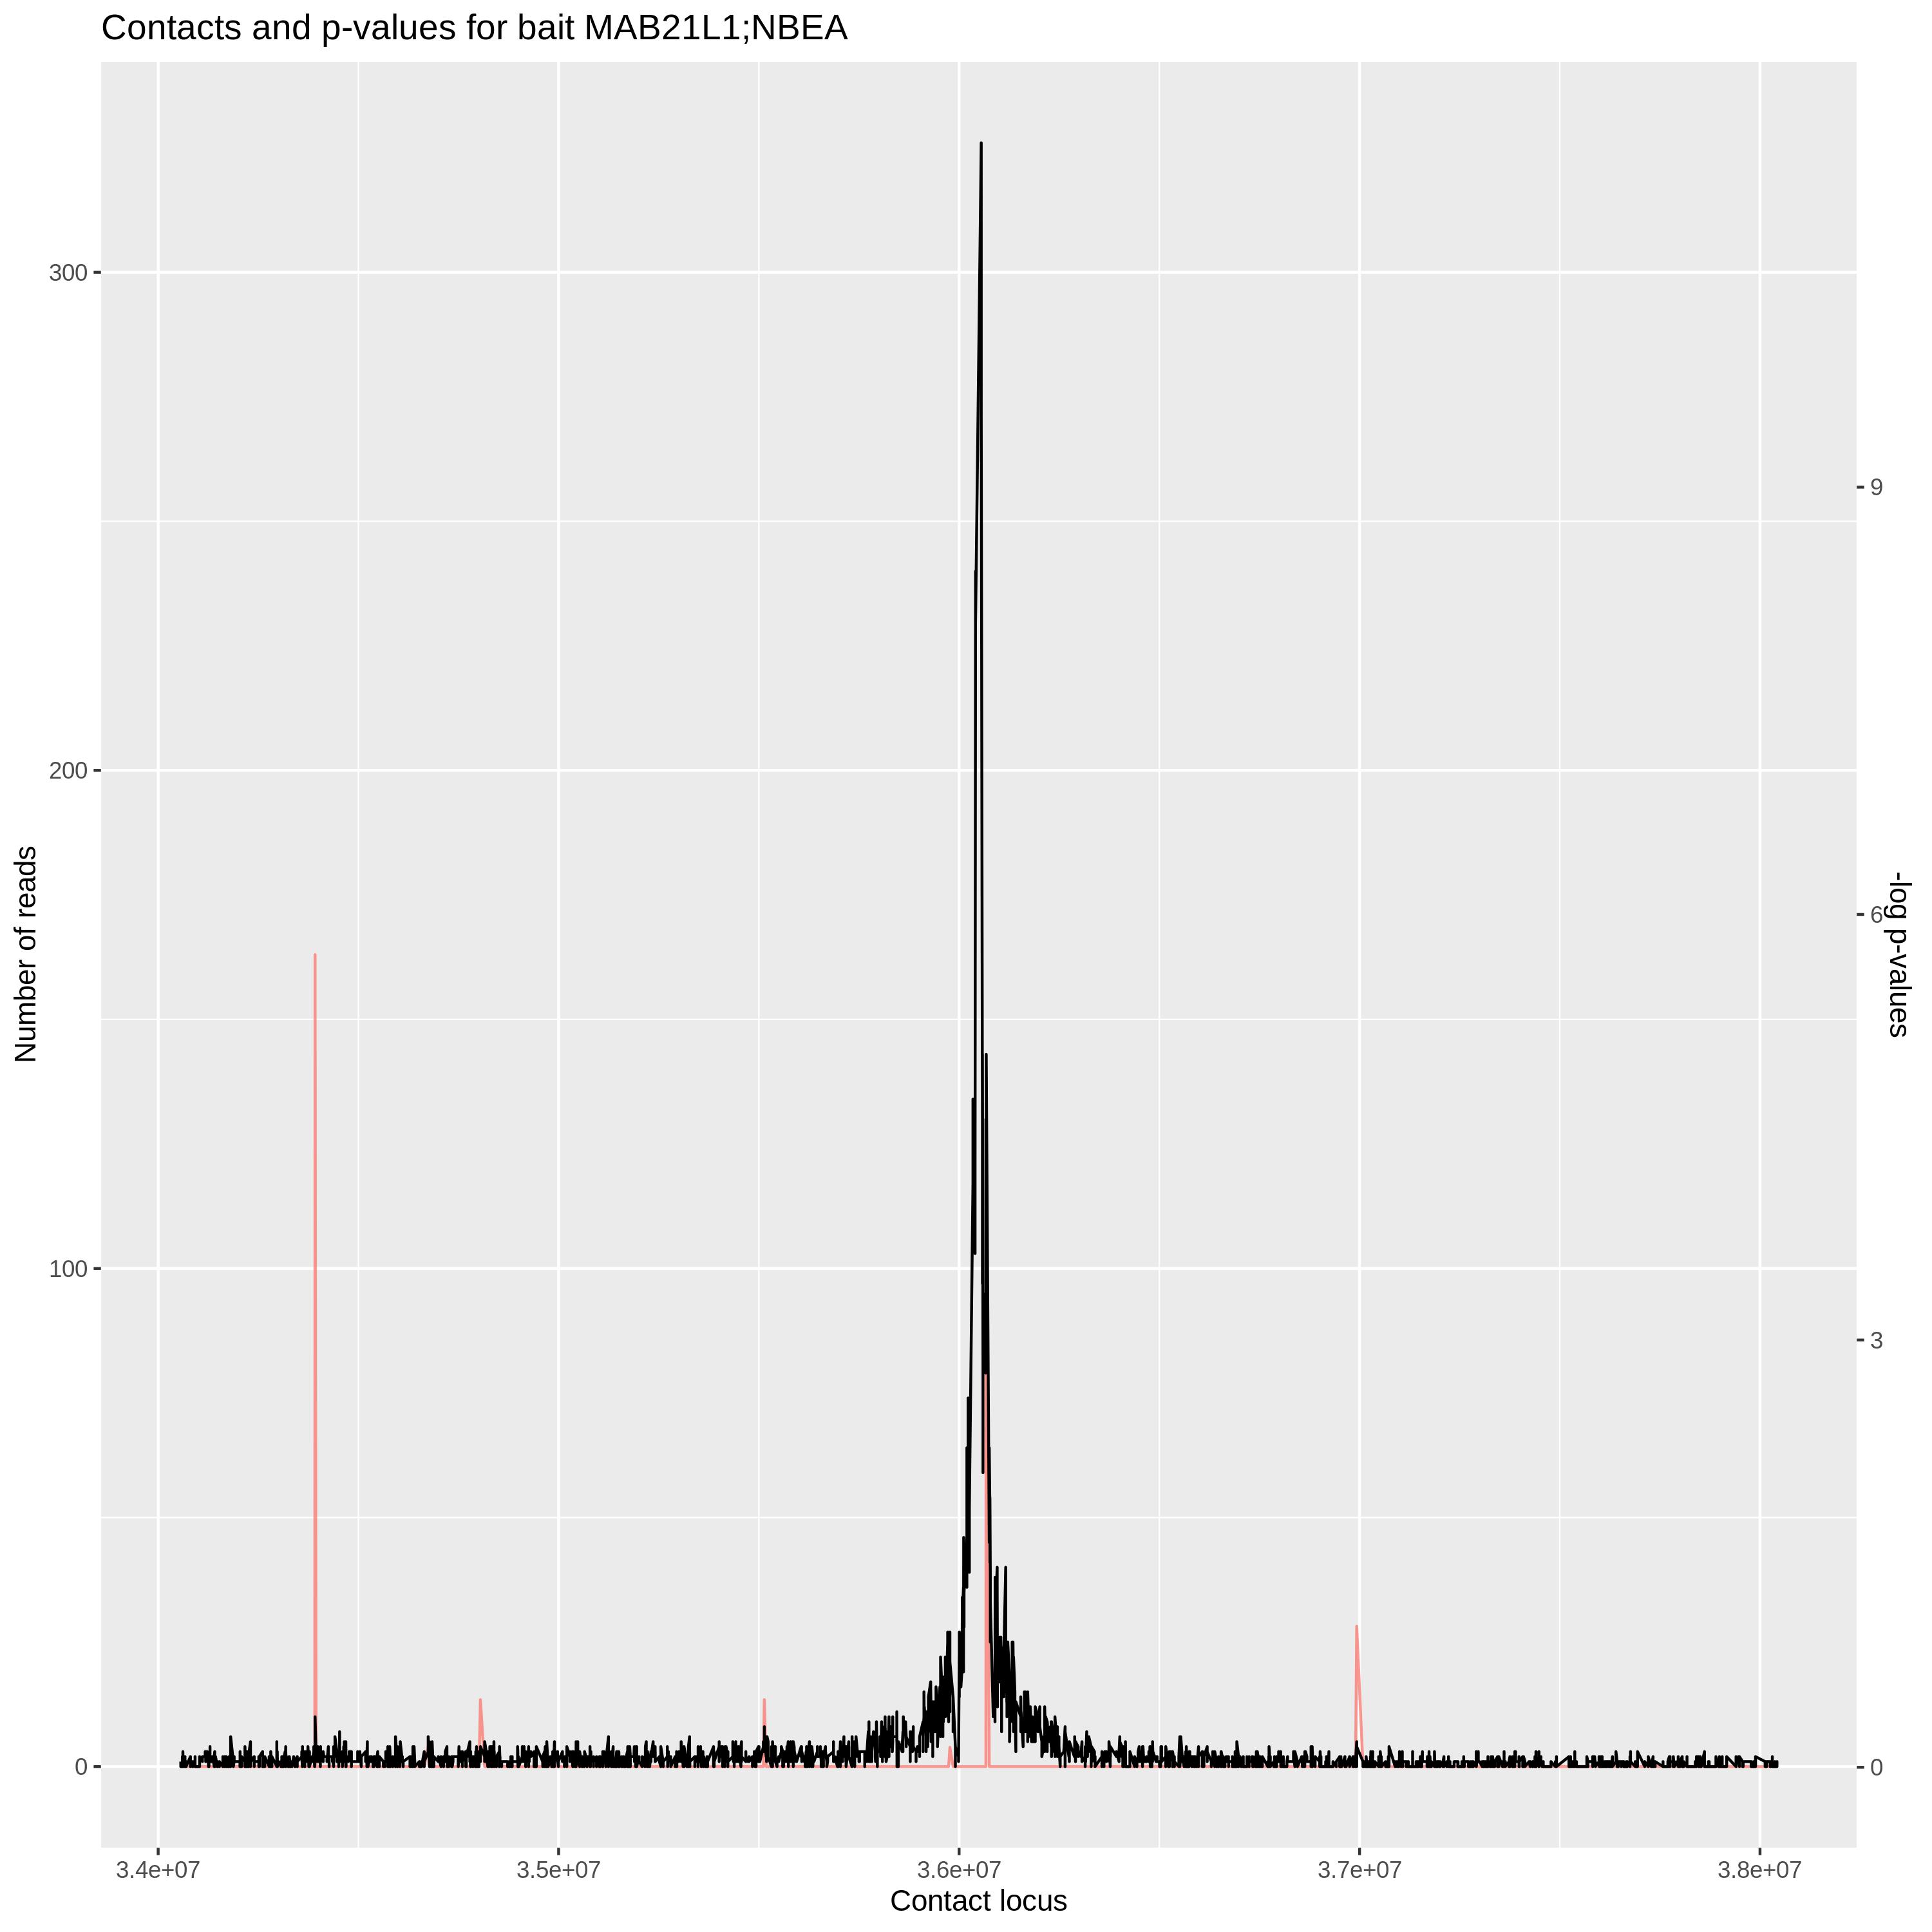 Contacts and p-values for bait MAB21L1;NBEA
300
200
100
0
Number of reads
9
6
3
0
-log p-values
3.4e+07
3.5e+07
3.6e+07
3.7e+07
3.8e+07
Contact locus